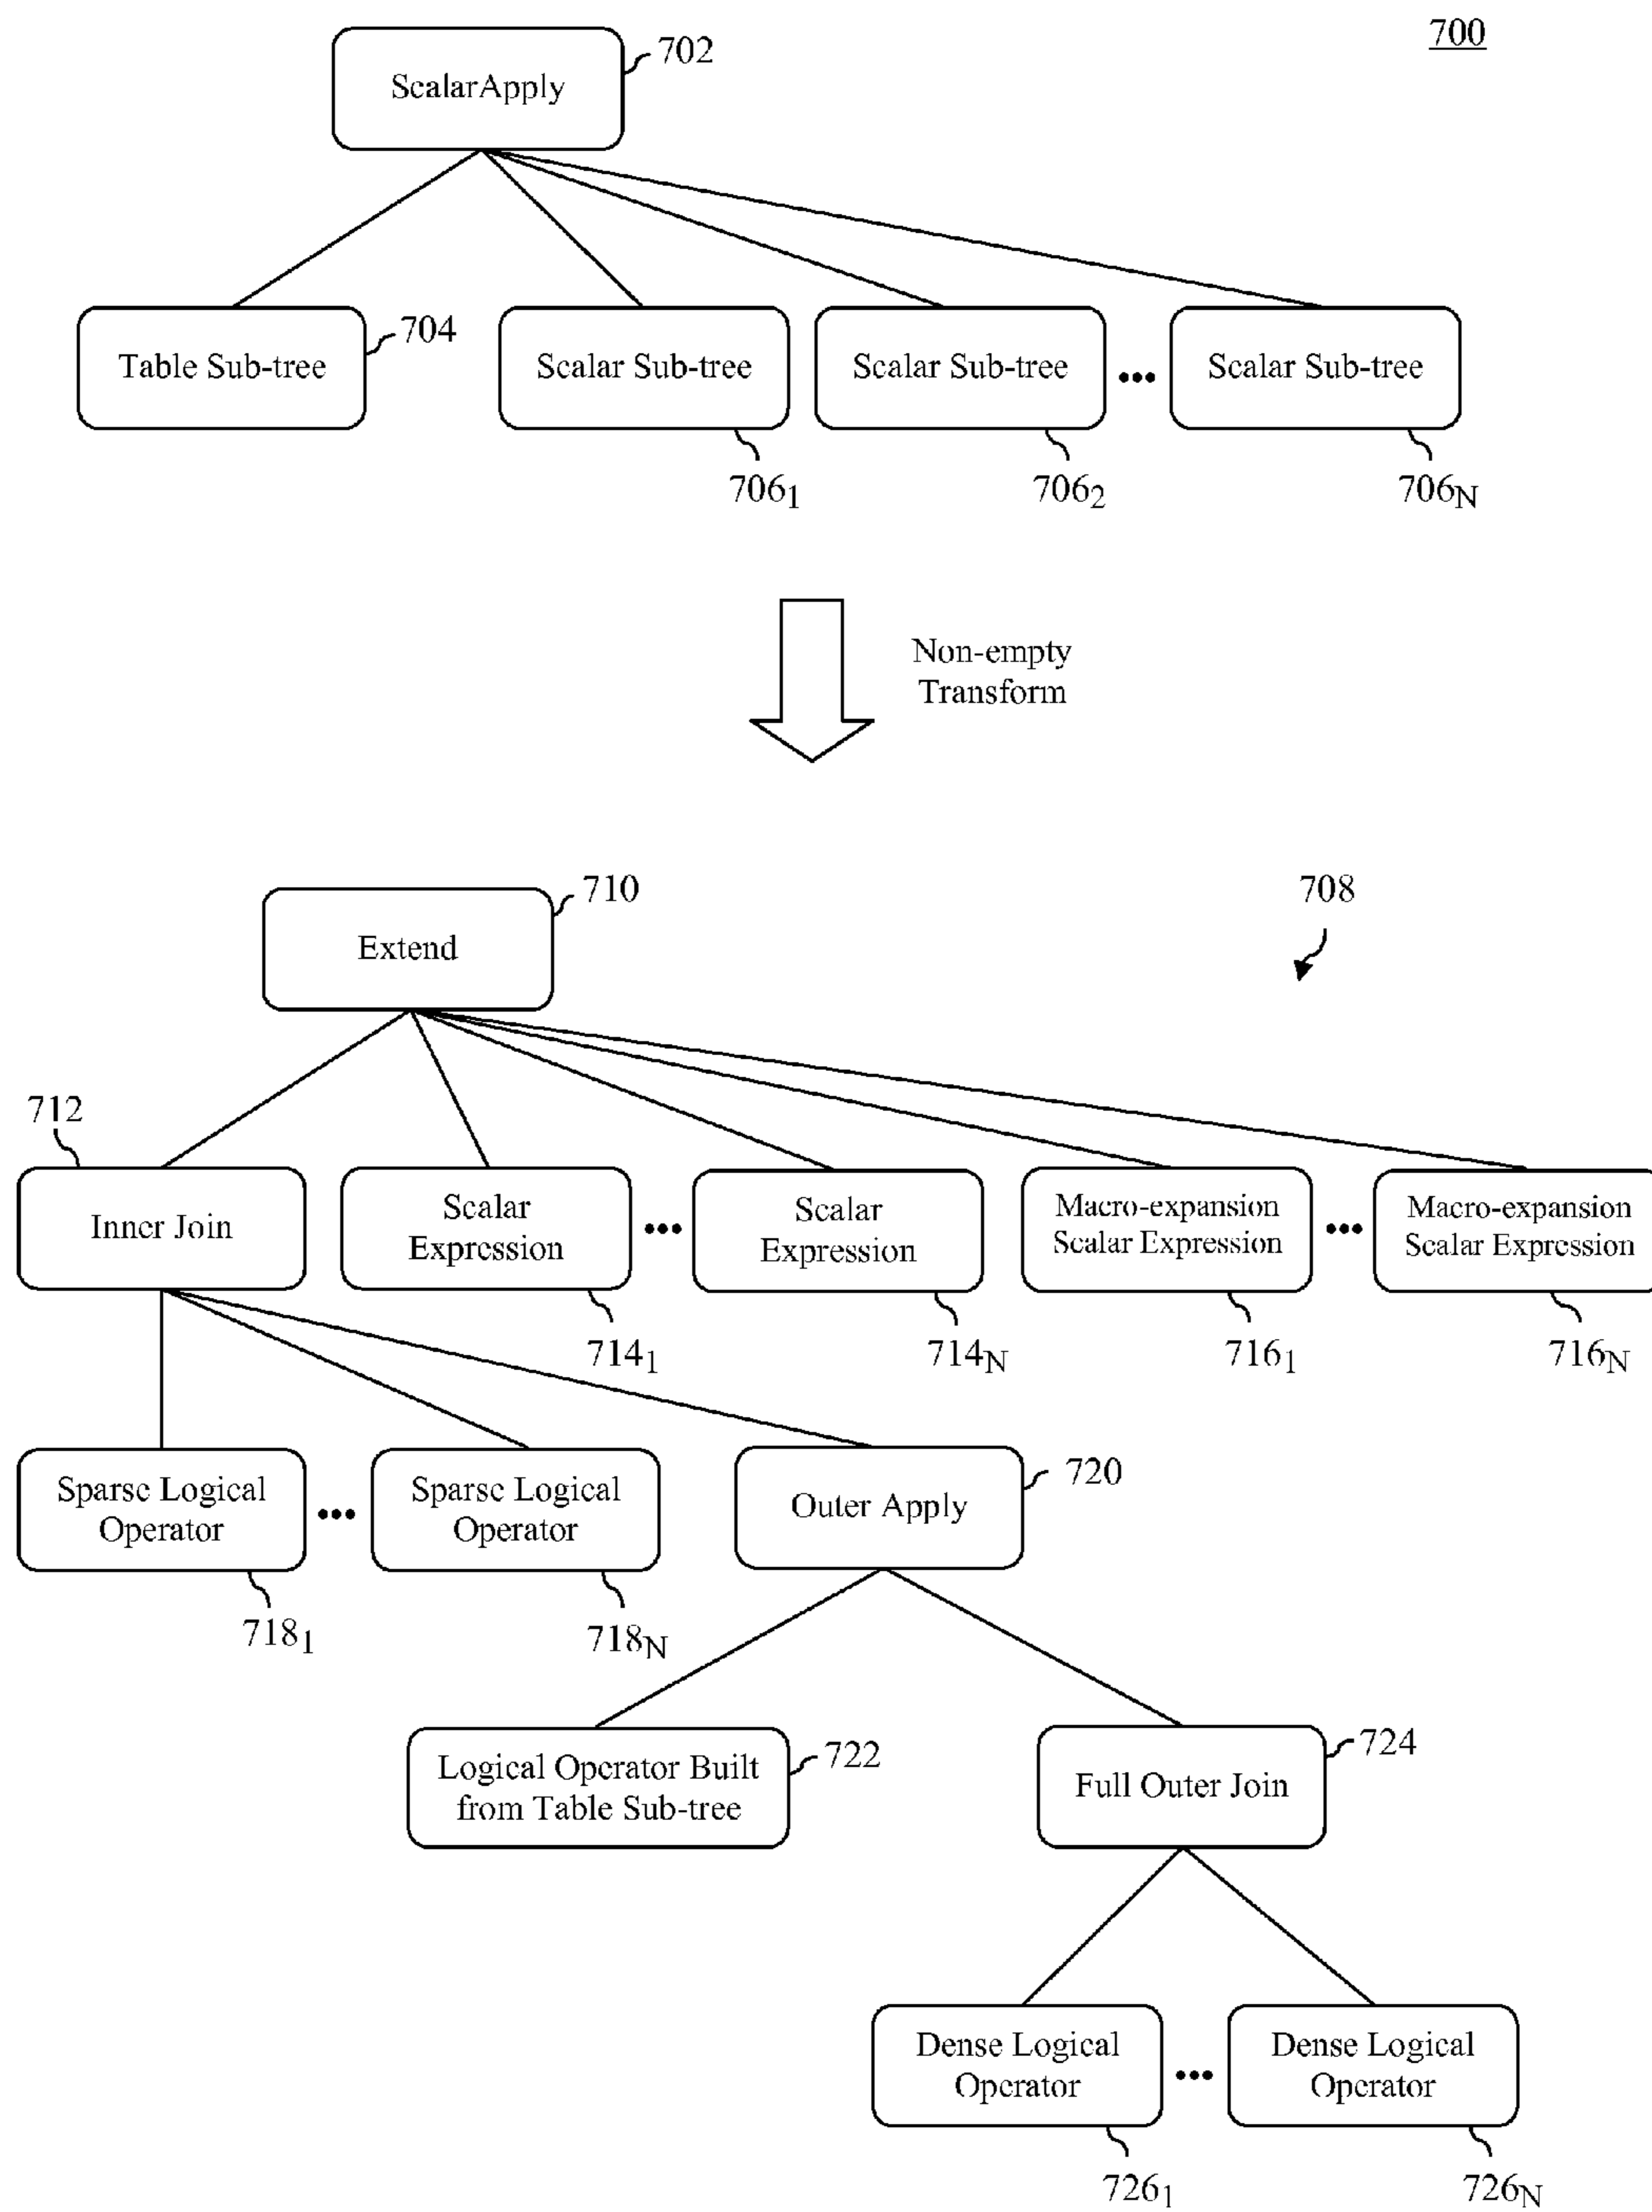 700
702
ScalarApply
704
Table Sub-tree
Scalar Sub-tree
Scalar Sub-tree
•••
Scalar Sub-tree
706₁
706₂
706N
Non-empty
Transform
710
708
Extend
712
Inner Join
Scalar
Expression
•••
Scalar
Expression
Macro-expansion
Scalar Expression
•••
Macro-expansion
Scalar Expression
714₁
714N
716₁
716N
Sparse Logical
Operator
•••
Sparse Logical
Operator
720
Outer Apply
718₁
718N
722
Logical Operator Built
from Table Sub-tree
724
Full Outer Join
Dense Logical
Operator
•••
Dense Logical
Operator
726₁
726N